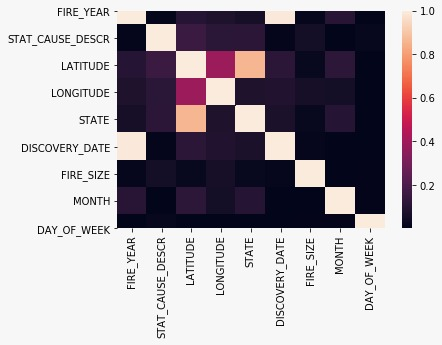 FIRE_YEAR
STAT_CAUSE_DESCR
LATITUDE
LONGITUDE
STATE
DISCOVERY_DATE
FIRE_SIZE
MONTH
DAY_OF_WEEK
1.0
0.8
0.6
0.4
0.2
FIRE_YEAR
STAT_CAUSE_DESCR
LATITUDE
LONGITUDE
STATE
DISCOVERY_DATE
FIRE_SIZE
MONTH
DAY_OF_WEEK